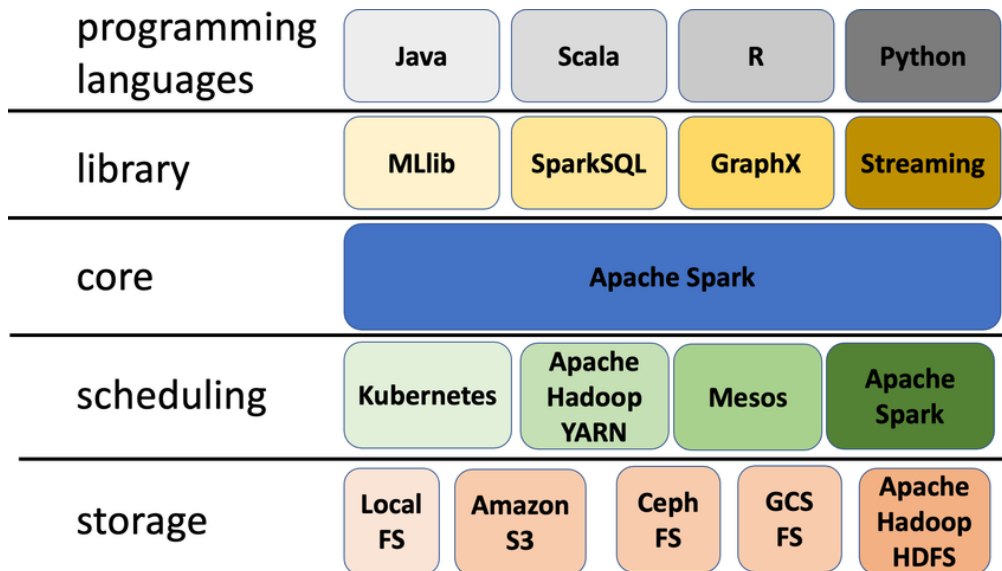 programming
languages
Java
Scala
R
Python
library
MLlib
SparkSQL
GraphX
Streaming
core
Apache Spark
scheduling
Kubernetes
Apache
Hadoop
YARN
Mesos
Apache
Spark
storage
Local
FS
Amazon
S3
Ceph
FS
GCS
FS
Apache
Hadoop
HDFS